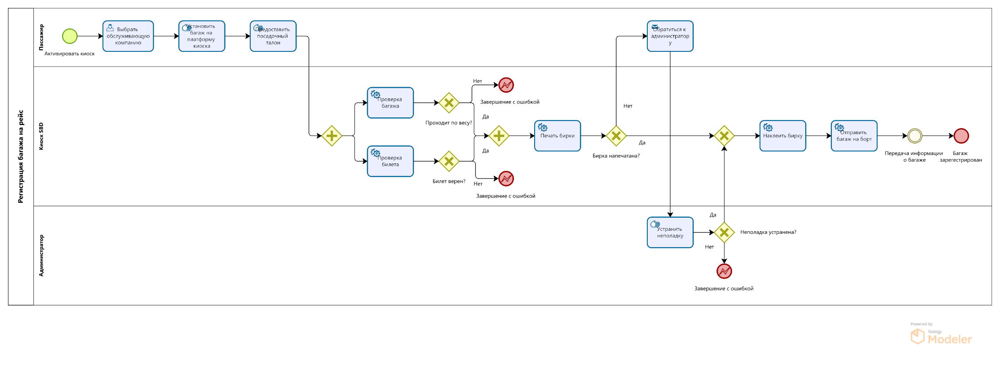 Регистрация багажа на рейс
Пассажир
Активировать киоск
Выбрать
обслуживающую
компанию
Установить
багаж на
платформу
киоска
Предоставить
посадочный
талон
Обратиться к
администратор
у
Киоск SBD
Проверка
багажа
Проходит по весу?
Нет
Завершение с ошибкой
Да
Проверка
билета
Билет верен?
Да
Нет
Завершение с ошибкой
Печать бирки
Бирка напечатана?
Нет
Да
Наклеить бирку
Отправить
багаж на борт
Передача информации
о багаже
Багаж
зарегестрирован
Администратор
Устранить
неполадку
Да
Неполадка устранена?
Нет
Завершение с ошибкой
Powered by
bizagi
Modeler